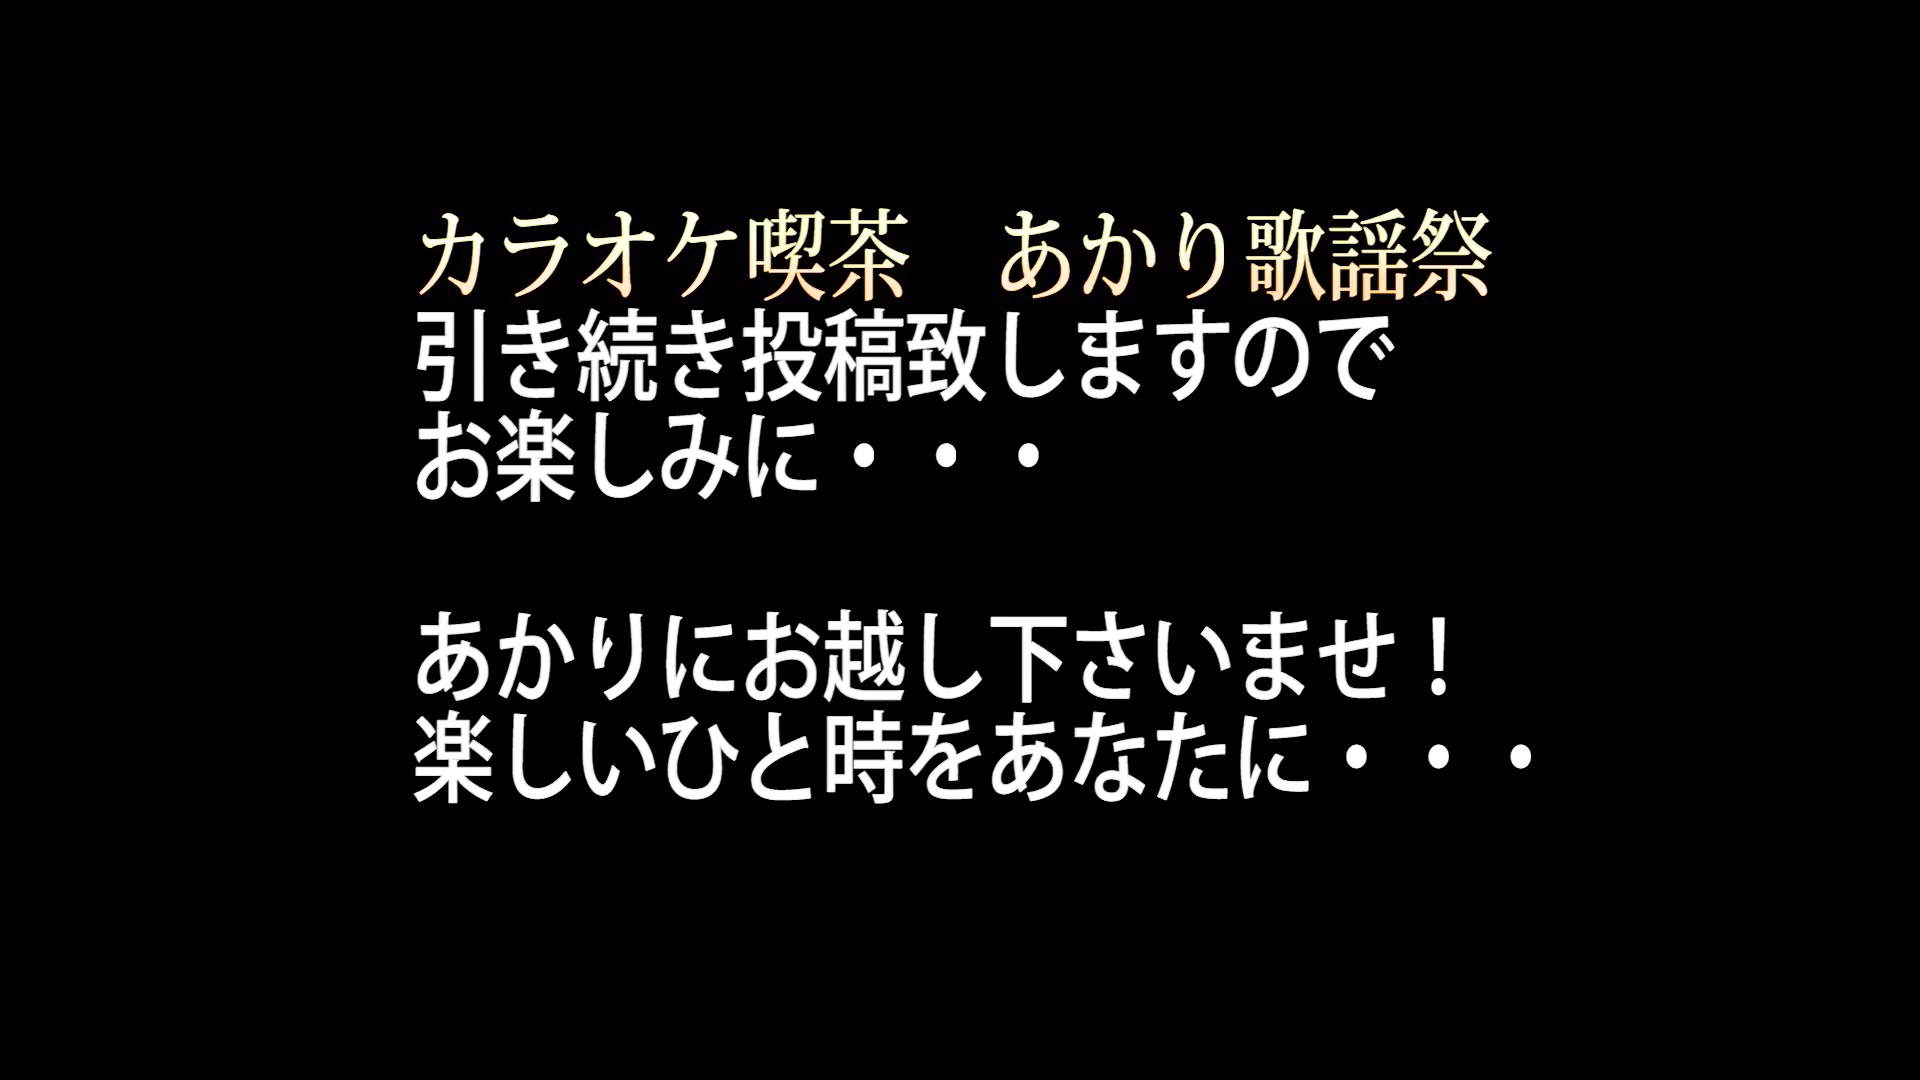 カラオケ喫茶　あかり歌謡祭
引き続き投稿致しますので
お楽しみに・・・
あかりにお越し下さいませ！
楽しいひと時をあなたに・・・